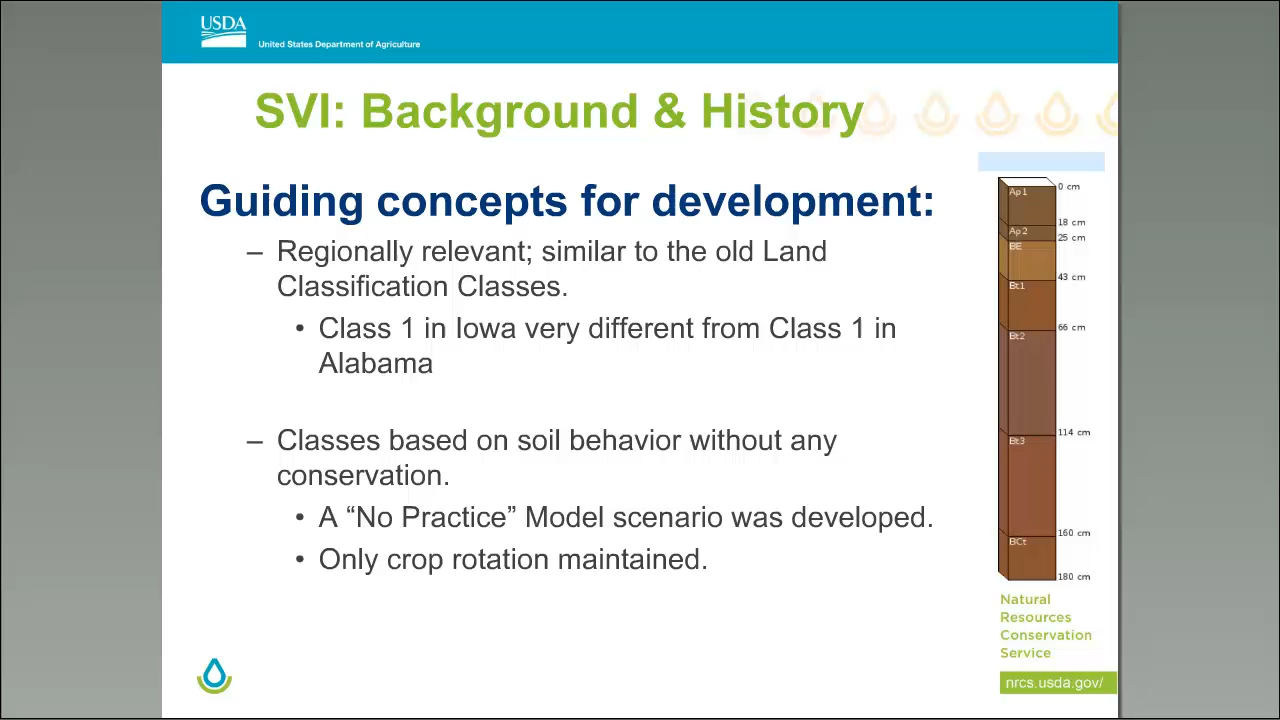 USDA
United States Department of Agriculture
SVI: Background & History
Guiding concepts for development:
– Regionally relevant; similar to the old Land
Classification Classes.
• Class 1 in Iowa very different from Class 1 in
Alabama
– Classes based on soil behavior without any
conservation.
• A “No Practice” Model scenario was developed.
• Only crop rotation maintained.
0 cm
Ap1
18 cm
Ap2
25 cm
BE
43 cm
Bt1
66 cm
Bt2
114 cm
Bt3
160 cm
BCt
180 cm
Natural
Resources
Conservation
Service
nrcs.usda.gov/